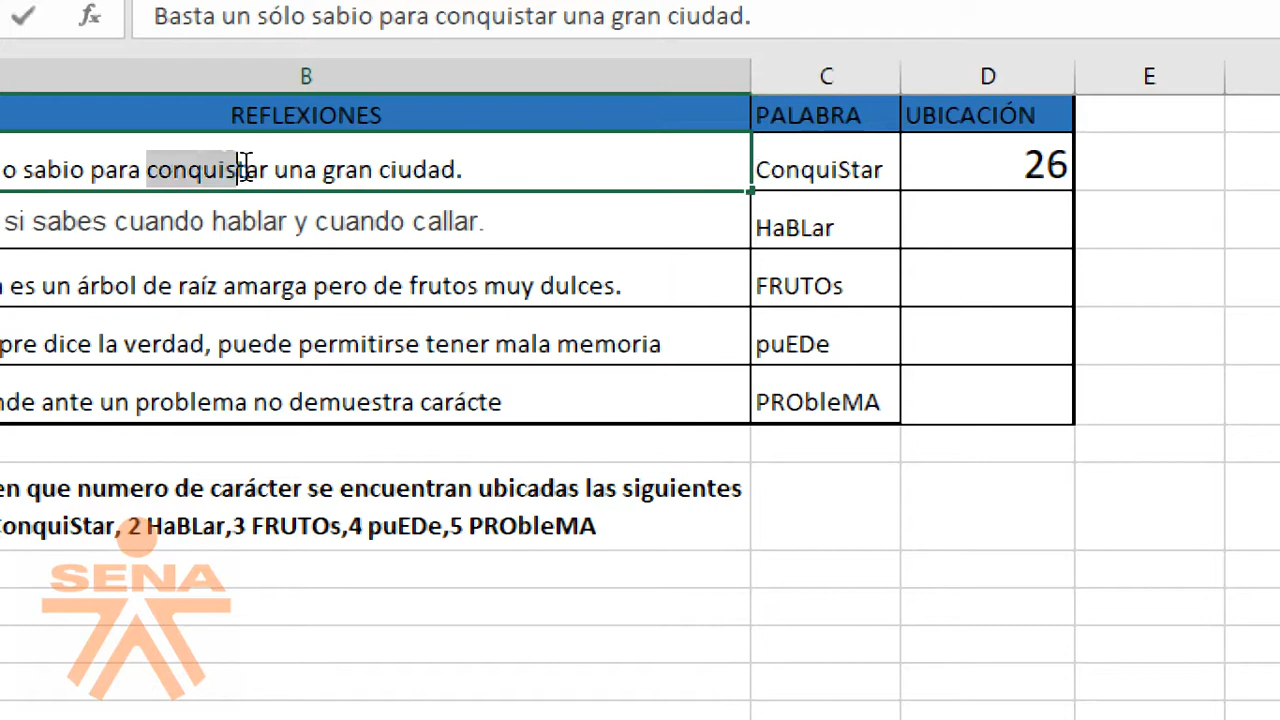 fx Basta un sólo sabio para conquistar una gran ciudad.
B C D E
REFLEXIONES PALABRA UBICACIÓN
o sabio para conquistar una gran ciudad. ConquiStar 26
si sabes cuando hablar y cuando callar. HaBLar
es un árbol de raíz amarga pero de frutos muy dulces. FRUTOs
pre dice la verdad, puede permitirse tener mala memoria puEDe
nde ante un problema no demuestra carácte PRObleMA
en que numero de carácter se encuentran ubicadas las siguientes
ConquiStar, 2 HaBLar,3 FRUTOs,4 puEDe,5 PRObleMA
SENA